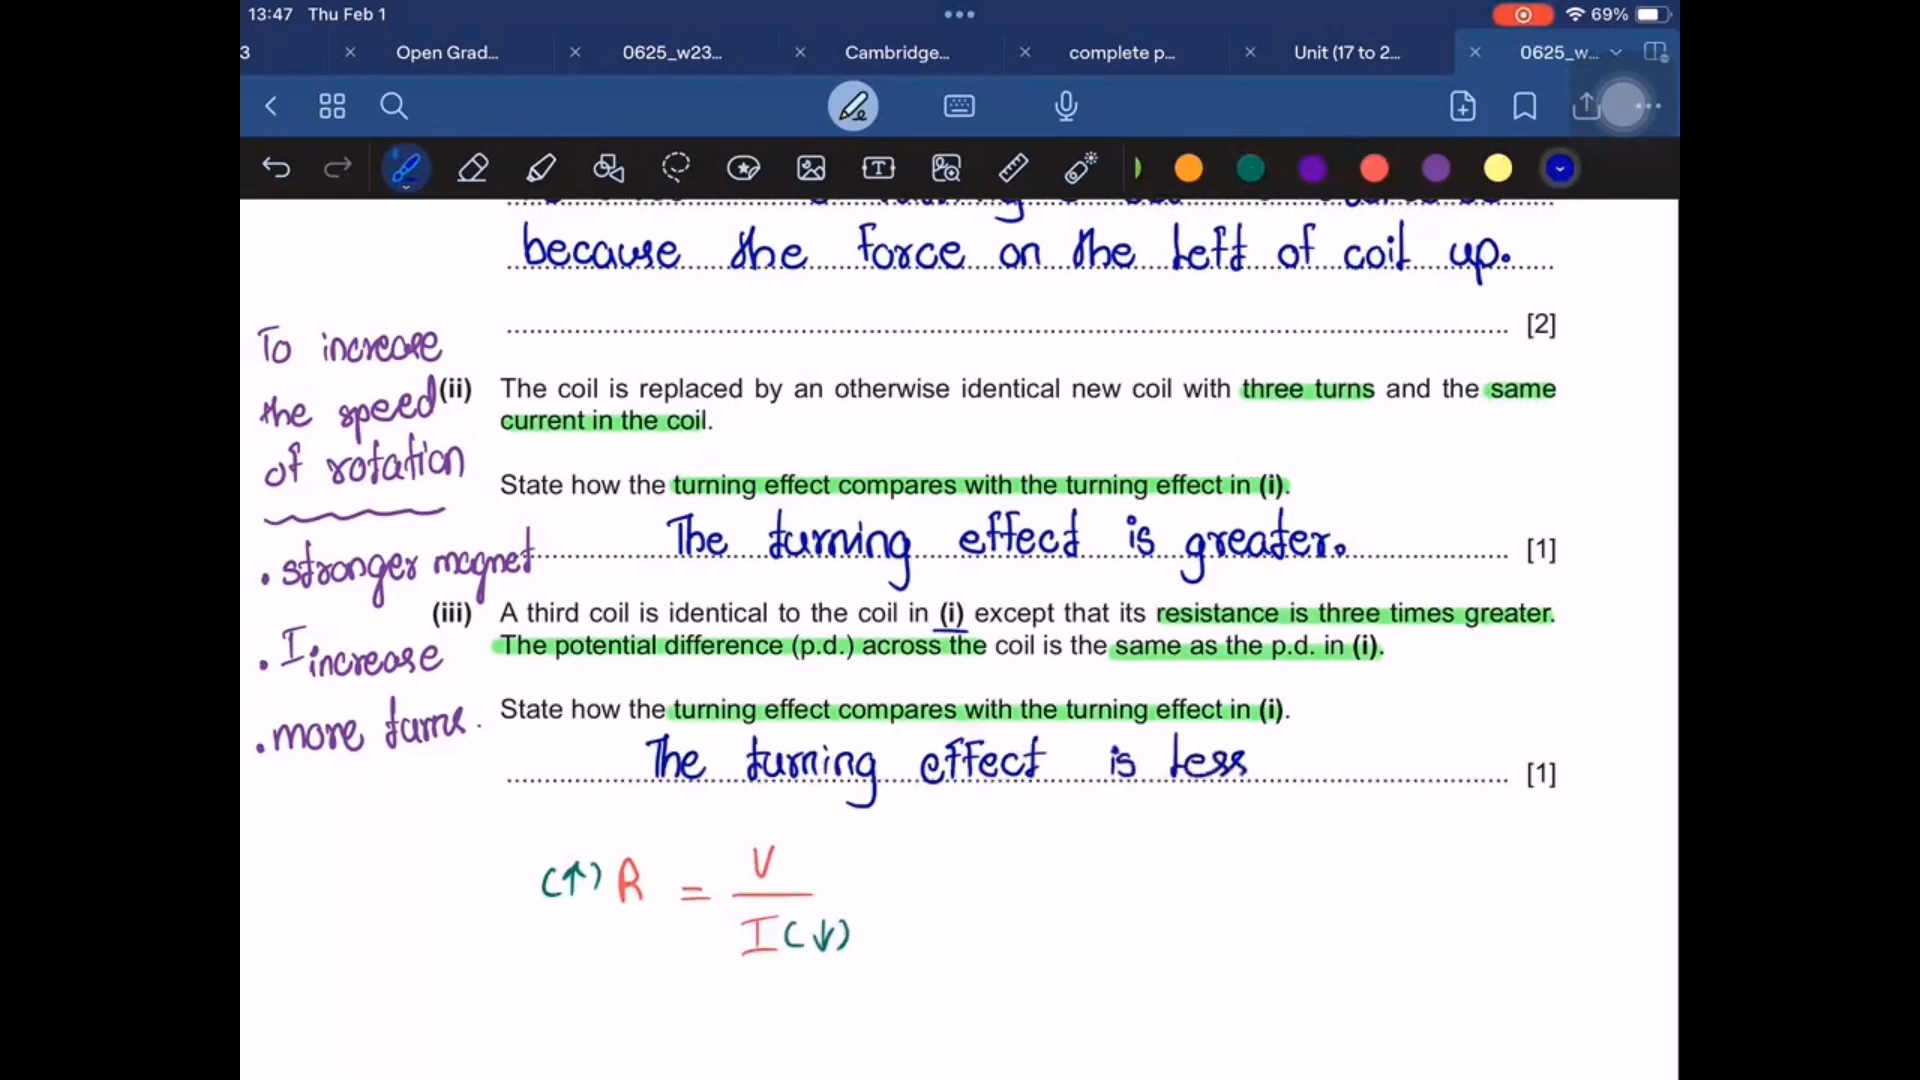 13:47 Thu Feb 1
69%
3
Open Grad...
0625_w23...
Cambridge...
complete p...
Unit (17 to 2...
0625_w...
because the force on the left of coil up.
[2]
To increase
the speed
of rotation
• stronger magnet
• I increase
• more turns.
(ii) The coil is replaced by an otherwise identical new coil with three turns and the same
current in the coil.
State how the turning effect compares with the turning effect in (i).
The turning effect is greater. [1]
(iii) A third coil is identical to the coil in (i) except that its resistance is three times greater.
The potential difference (p.d.) across the coil is the same as the p.d. in (i).
State how the turning effect compares with the turning effect in (i).
The turning effect is less [1]
(↑) R = V
I (↓)